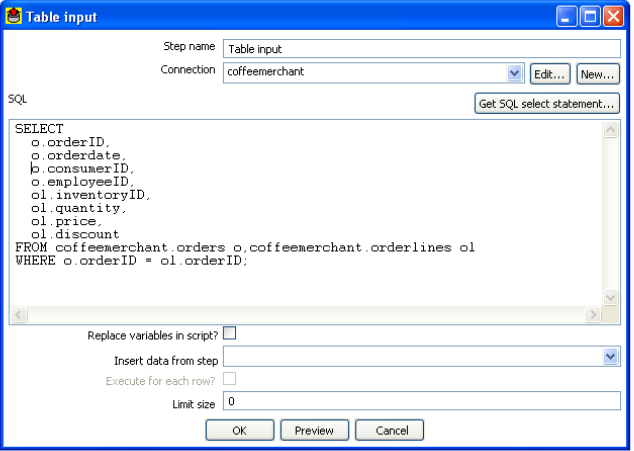 Table input
Step name Table input
Connection coffeemerchant Edit... New...
SQL Get SQL select statement...
SELECT
o.orderID,
o.orderdate,
o.consumerID,
o.employeeID,
ol.inventoryID,
ol.quantity,
ol.price,
ol.discount
FROM coffeemerchant.orders o,coffeemerchant.orderlines ol
WHERE o.orderID = ol.orderID;
Replace variables in script?
Insert data from step
Execute for each row?
Limit size 0
OK Preview Cancel